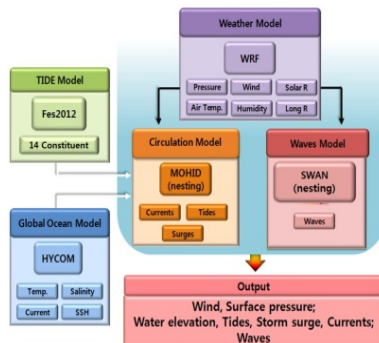 Weather Model
WRF
Pressure
Wind
Solar R
Air Temp.
Humidity
Long R
TIDE Model
Fes2012
14 Constituent
Circulation Model
MOHID
(nesting)
Currents
Tides
Surges
Waves Model
SWAN
(nesting)
Waves
Global Ocean Model
HYCOM
Temp.
Salinity
Current
SSH
Output
Wind, Surface pressure;
Water elevation, Tides, Storm surge, Currents;
Waves